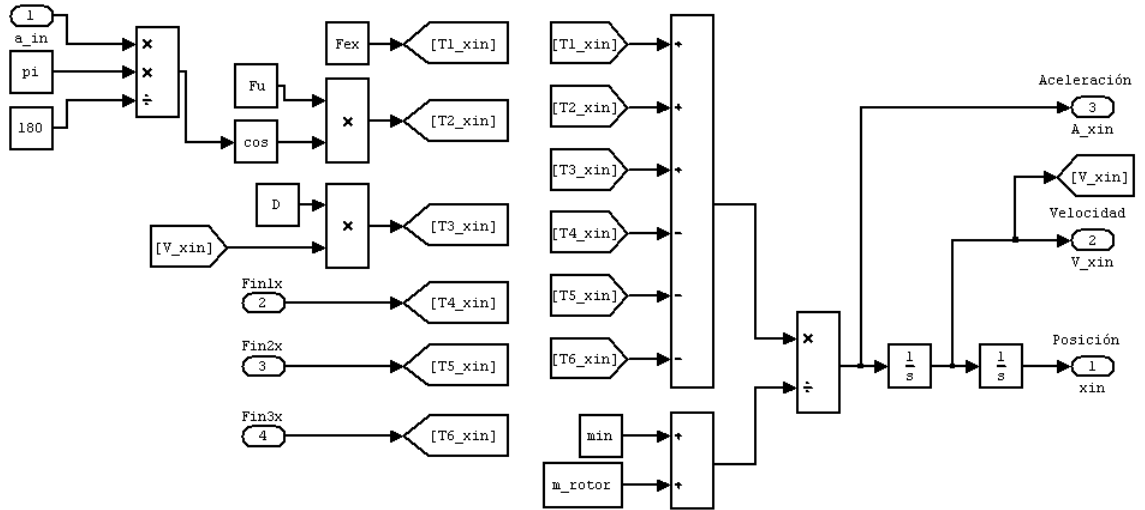 1
a_in
pi
180
×
×
÷
Fu
cos
×
Fex
[T1_xin]
[T2_xin]
D
[V_xin]
×
[T3_xin]
Fin1x
2
[T4_xin]
Fin2x
3
[T5_xin]
Fin3x
4
[T6_xin]
[T1_xin]
+
[T2_xin]
+
[T3_xin]
+
[T4_xin]
-
[T5_xin]
-
[T6_xin]
-
min
+
m_rotor
+
×
÷
1
s
1
s
Aceleración
3
A_xin
[V_xin]
Velocidad
2
V_xin
Posición
1
xin